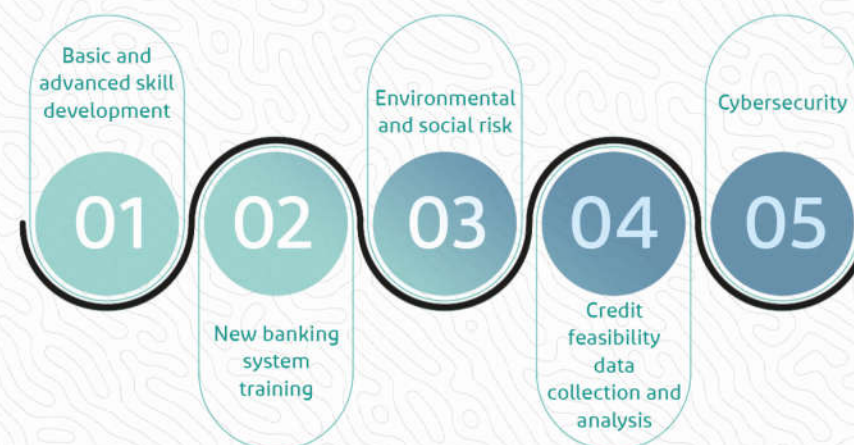 Basic and
advanced skill
development
01
02
New banking
system
training
Environmental
and social risk
03
04
Credit
feasibility
data
collection and
analysis
Cybersecurity
05